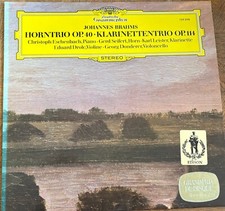 Deutsche
Grammophon
JOHANNES BRAHMS
HORNTRIO OP.40 · KLARINETTENTRIO OP.114
Christoph Eschenbach, Piano · Gerd Seifert, Horn · Karl Leister, Klarinette
Eduard Drolc, Violine · Georg Donderer, Violoncello
STEREO